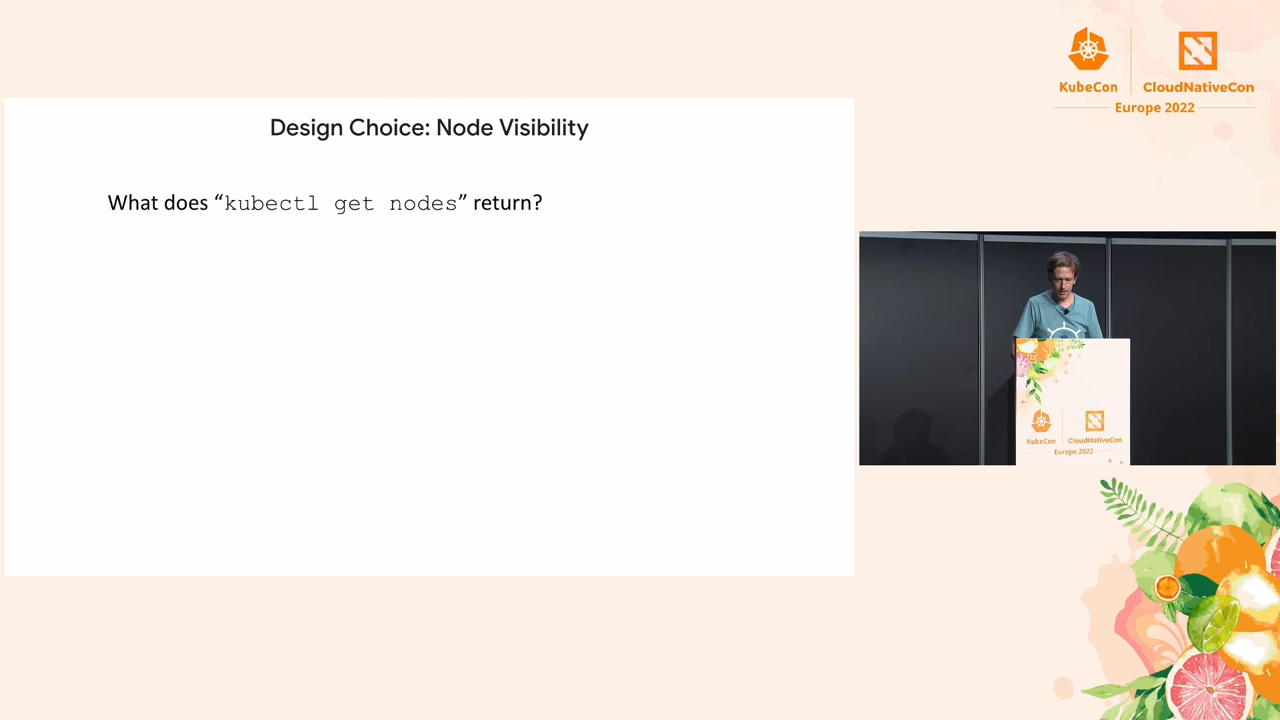 KubeCon
CloudNativeCon
Europe 2022
Design Choice: Node Visibility
What does “kubectl get nodes” return?
KubeCon
CloudNativeCon
Europe 2022